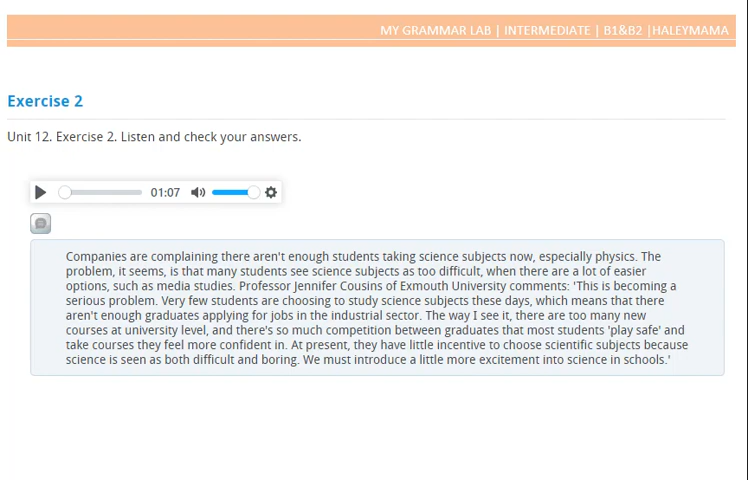 MY GRAMMAR LAB | INTERMEDIATE | B1&B2 |HALEYMAMA
Exercise 2
Unit 12. Exercise 2. Listen and check your answers.
01:07
Companies are complaining there aren't enough students taking science subjects now, especially physics. The
problem, it seems, is that many students see science subjects as too difficult, when there are a lot of easier
options, such as media studies. Professor Jennifer Cousins of Exmouth University comments: 'This is becoming a
serious problem. Very few students are choosing to study science subjects these days, which means that there
aren't enough graduates applying for jobs in the industrial sector. The way I see it, there are too many new
courses at university level, and there's so much competition between graduates that most students 'play safe' and
take courses they feel more confident in. At present, they have little incentive to choose scientific subjects because
science is seen as both difficult and boring. We must introduce a little more excitement into science in schools.'